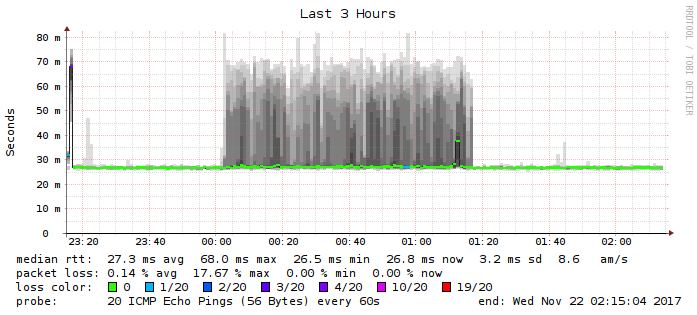 Last 3 Hours
RRDTOOL / TOBI OETIKER
Seconds
80 m
70 m
60 m
50 m
40 m
30 m
20 m
10 m
0
23:20 23:40 00:00 00:20 00:40 01:00 01:20 01:40 02:00
median rtt: 27.3 ms avg 68.0 ms max 26.5 ms min 26.8 ms now 3.2 ms sd 8.6 am/s
packet loss: 0.14 % avg 17.67 % max 0.00 % min 0.00 % now
loss color: 0 1/20 2/20 3/20 4/20 10/20 19/20
probe: 20 ICMP Echo Pings (56 Bytes) every 60s end: Wed Nov 22 02:15:04 2017